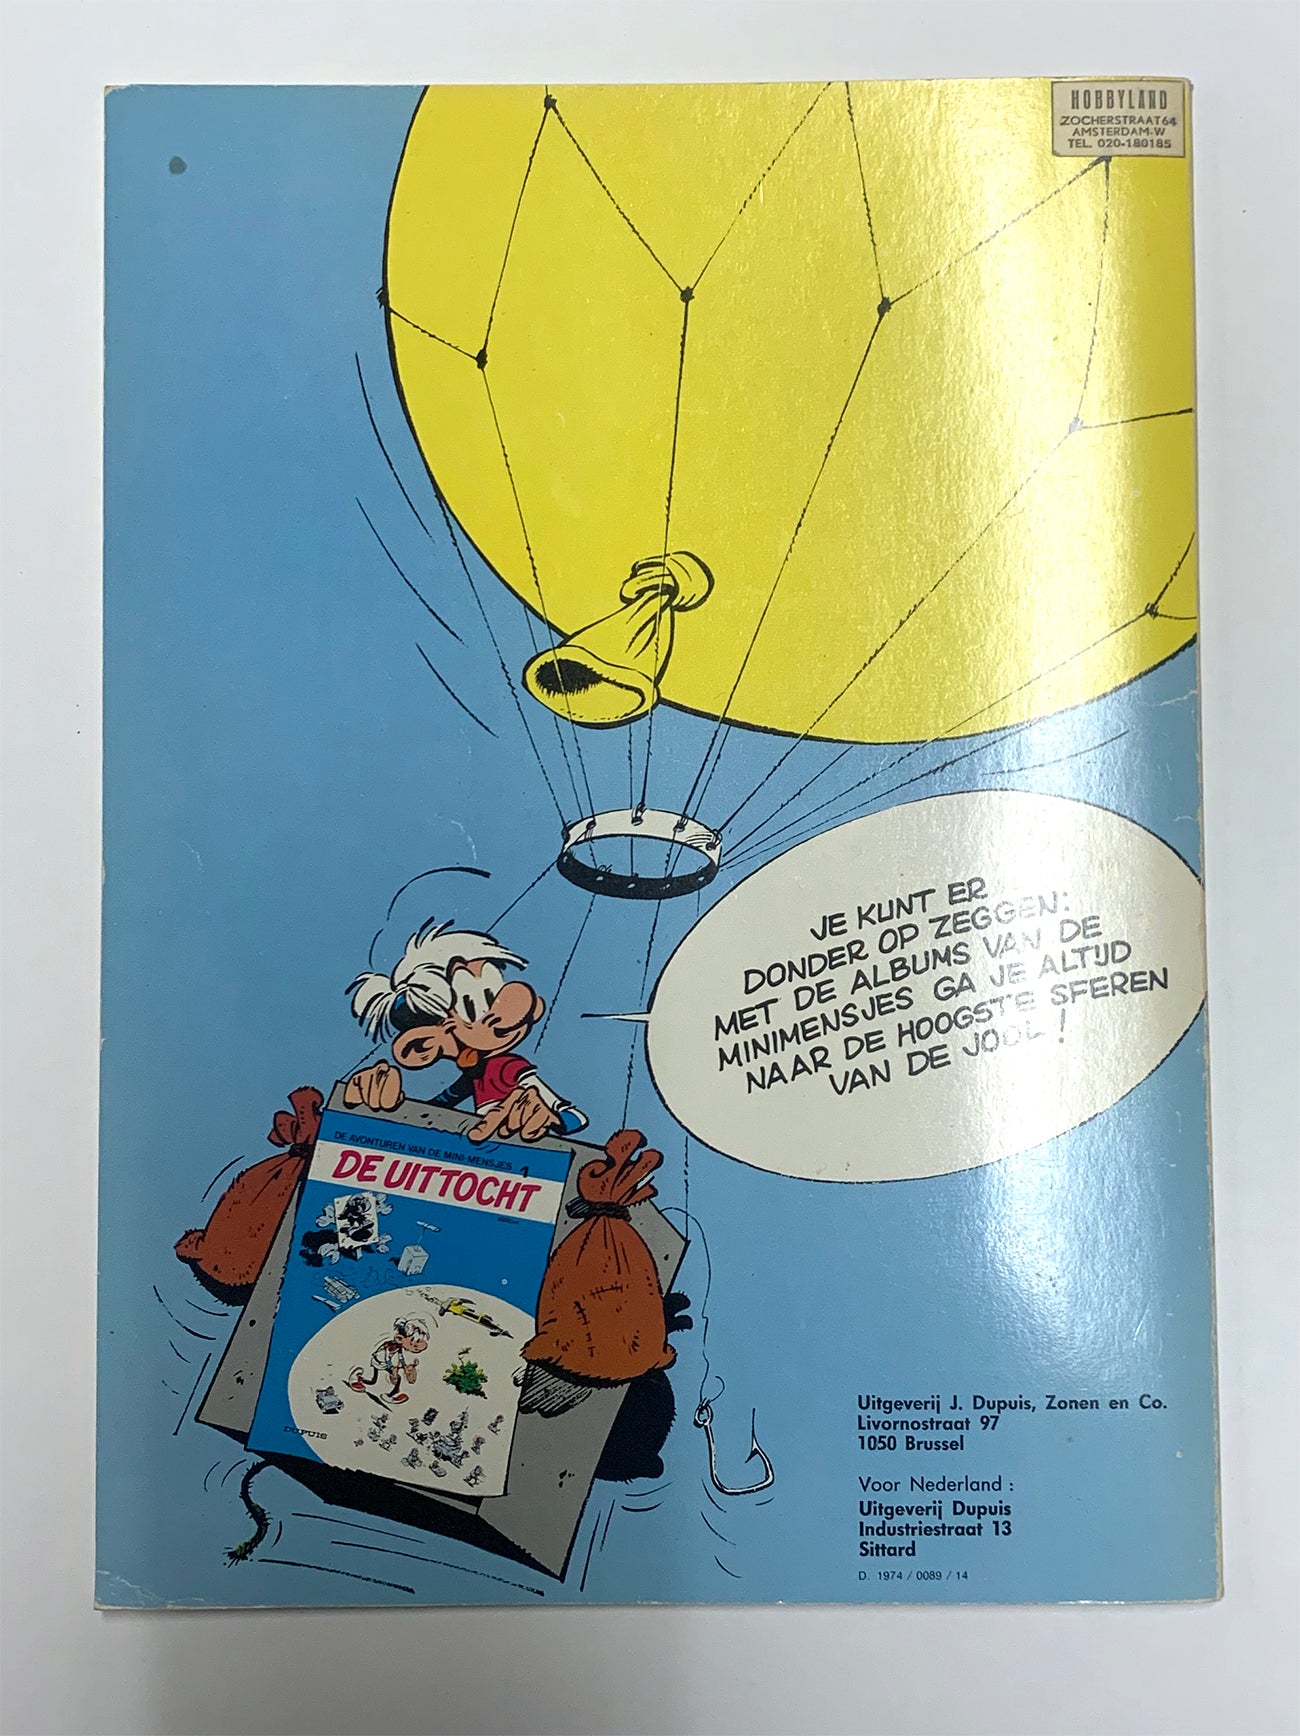 HOBBYLAND
ZOCHERSTRAAT 64
AMSTERDAM-W
TEL. 020-180185
JE KUNT ER
DONDER OP ZEGGEN:
MET DE ALBUMS VAN DE
MINIMENSJES GA JE ALTIJD
NAAR DE HOOGSTE SFEREN
VAN DE JOOL!
DE AVONTUREN VAN DE MINI-MENSJES 1
DE UITTOCHT
DUPUIS
Uitgeverij J. Dupuis, Zonen en Co.
Livornostraat 97
1050 Brussel
Voor Nederland :
Uitgeverij Dupuis
Industriestraat 13
Sittard
D. 1974 / 0089 / 14